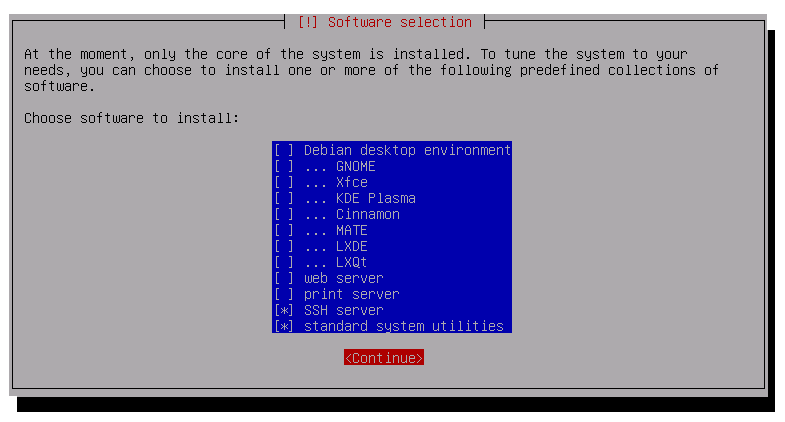 [!] Software selection
At the moment, only the core of the system is installed. To tune the system to your
needs, you can choose to install one or more of the following predefined collections of
software.
Choose software to install:
[ ] Debian desktop environment
[ ] ... GNOME
[ ] ... Xfce
[ ] ... KDE Plasma
[ ] ... Cinnamon
[ ] ... MATE
[ ] ... LXDE
[ ] ... LXQt
[ ] web server
[ ] print server
[*] SSH server
[*] standard system utilities
<Continue>